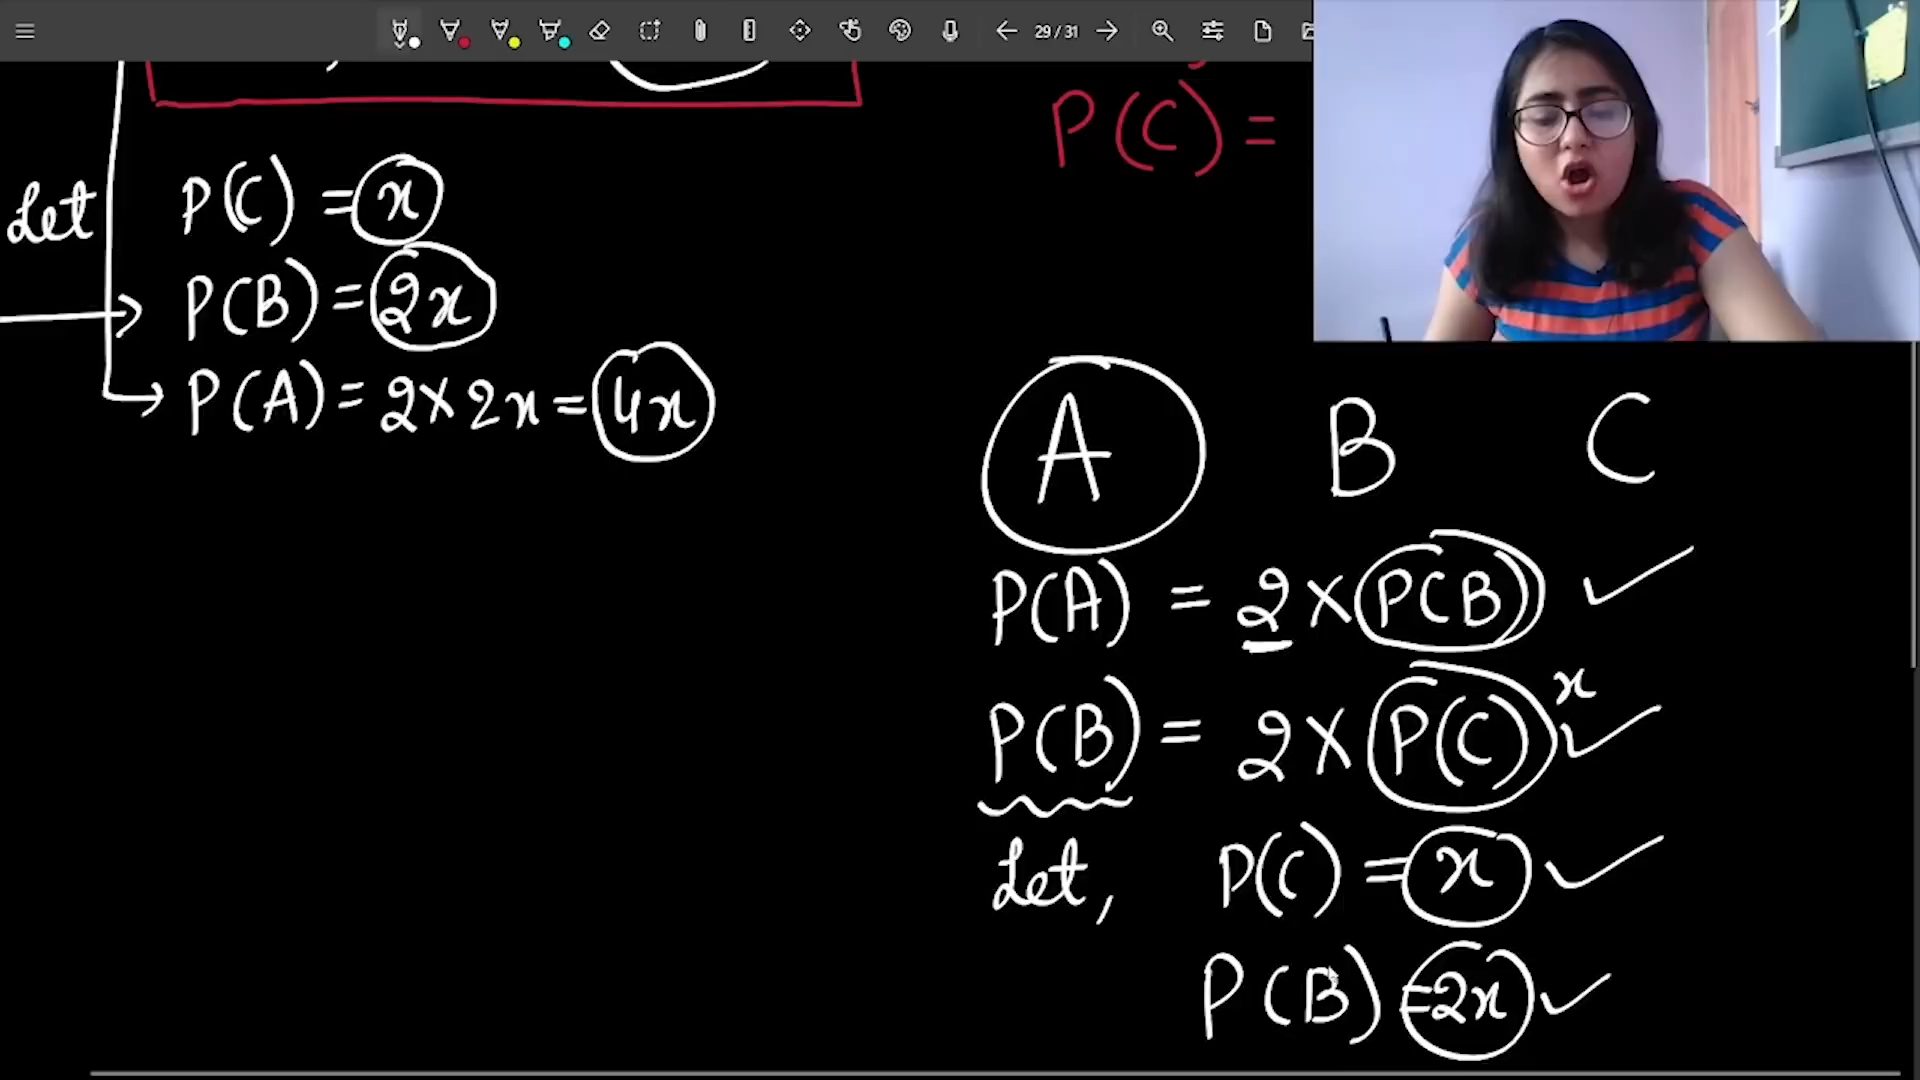 29 / 31
P(C) =
Let P(C) = x
P(B) = 2x
P(A) = 2 × 2x = 4x
A B C
P(A) = 2 × P(B) ✓
P(B) = 2 × P(C) x ✓
Let, P(C) = x ✓
P(B) = 2x ✓